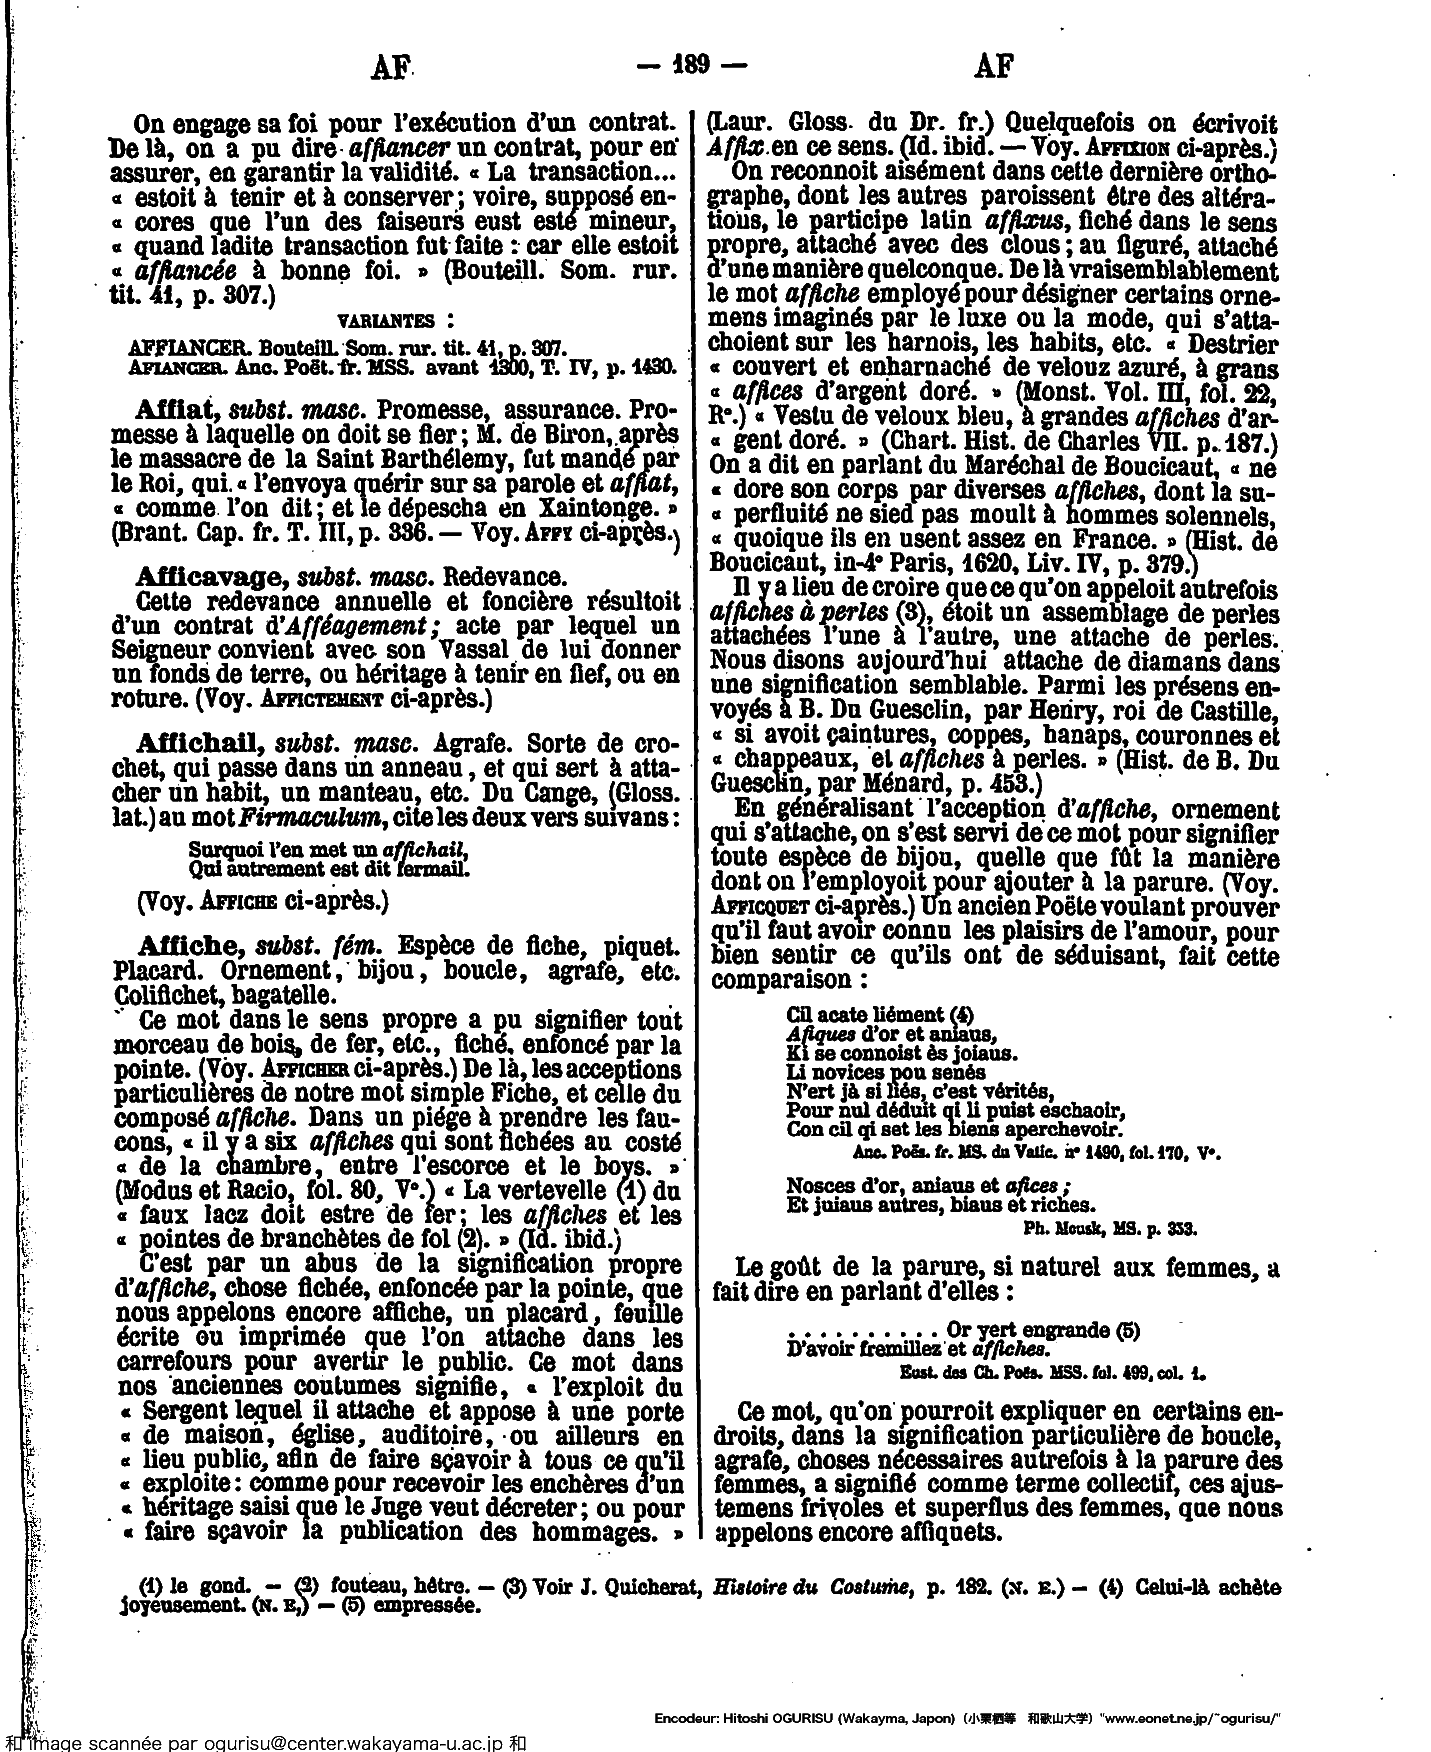 AF — 189 — AF
On engage sa foi pour l'exécution d'un contrat.
De là, on a pu dire affiancer un contrat, pour en
assurer, en garantir la validité. « La transaction...
« estoit à tenir et à conserver; voire, supposé en-
« cores que l'un des faiseurs eust esté mineur,
« quand ladite transaction fut faite : car elle estoit
« affiancée à bonne foi. » (Bouteill. Som. rur.
tit. 41, p. 307.)
VARIANTES :
AFFIANCER. Bouteill. Som. rur. tit. 41, p. 307.
AFIANCER. Anc. Poët. fr. MSS. avant 1300, T. IV, p. 1430.
Affiat, subst. masc. Promesse, assurance. Pro-
messe à laquelle on doit se fier; M. de Biron, après
le massacre de la Saint Barthélemy, fut mandé par
le Roi, qui « l'envoya quérir sur sa parole et affiat,
« comme l'on dit; et le dépescha en Xaintonge. »
(Brant. Cap. fr. T. III, p. 336. — Voy. AFFY ci-après.)
Afficavage, subst. masc. Redevance.
Cette redevance annuelle et foncière résultoit
d'un contrat d'Afféagement; acte par lequel un
Seigneur convient avec son Vassal de lui donner
un fonds de terre, ou héritage à tenir en fief, ou en
roture. (Voy. AFFICTEMENT ci-après.)
Affichail, subst. masc. Agrafe. Sorte de cro-
chet, qui passe dans un anneau, et qui sert à atta-
cher un habit, un manteau, etc. Du Cange, (Gloss.
lat.) au mot Firmaculum, cite les deux vers suivans :
Surquoi l'en met un affichail,
Qui autrement est dit fermail.
(Voy. AFFICHE ci-après.)
Affiche, subst. fém. Espèce de fiche, piquet.
Placard. Ornement, bijou, boucle, agrafe, etc.
Colifichet, bagatelle.
Ce mot dans le sens propre a pu signifier tout
morceau de bois, de fer, etc., fiché, enfoncé par la
pointe. (Voy. AFFICHER ci-après.) De là, les acceptions
particulières de notre mot simple Fiche, et celle du
composé affiche. Dans un piége à prendre les fau-
cons, « il y a six affiches qui sont fichées au costé
« de la chambre, entre l'escorce et le boys. »
(Modus et Racio, fol. 80, V°.) « La vertevelle (1) du
« faux lacz doit estre de fer; les affiches et les
« pointes de branchètes de fol (2). » (Id. ibid.)
C'est par un abus de la signification propre
d'affiche, chose fichée, enfoncée par la pointe, que
nous appelons encore affiche, un placard, feuille
écrite ou imprimée que l'on attache dans les
carrefours pour avertir le public. Ce mot dans
nos anciennes coutumes signifie, « l'exploit du
« Sergent lequel il attache et appose à une porte
« de maison, église, auditoire, ou ailleurs en
« lieu public, afin de faire sçavoir à tous ce qu'il
« exploite : comme pour recevoir les enchères d'un
« héritage saisi que le Juge veut décreter; ou pour
« faire sçavoir la publication des hommages. »
(Laur. Gloss. du Dr. fr.) Quelquefois on écrivoit
Affix en ce sens. (Id. ibid. — Voy. AFFIXION ci-après.)
On reconnoit aisément dans cette dernière ortho-
graphe, dont les autres paroissent être des altéra-
tions, le participe latin affixus, fiché dans le sens
propre, attaché avec des clous; au figuré, attaché
d'une manière quelconque. De là vraisemblablement
le mot affiche employé pour désigner certains orne-
mens imaginés par le luxe ou la mode, qui s'atta-
choient sur les harnois, les habits, etc. « Destrier
« couvert et enharnaché de velouz azuré, à grans
« affices d'argent doré. » (Monst. Vol. III, fol. 22,
R°.) « Vestu de veloux bleu, à grandes affiches d'ar-
« gent doré. » (Chart. Hist. de Charles VII. p. 187.)
On a dit en parlant du Maréchal de Boucicaut, « ne
« dore son corps par diverses affiches, dont la su-
« perfluité ne sied pas moult à hommes solennels,
« quoique ils en usent assez en France. » (Hist. de
Boucicaut, in-4° Paris, 1620, Liv. IV, p. 379.)
Il y a lieu de croire que ce qu'on appeloit autrefois
affiches à perles (3), étoit un assemblage de perles
attachées l'une à l'autre, une attache de perles.
Nous disons aujourd'hui attache de diamans dans
une signification semblable. Parmi les présens en-
voyés à B. Du Guesclin, par Henry, roi de Castille,
« si avoit çaintures, coppes, hanaps, couronnes et
« chappeaux, et affiches à perles. » (Hist. de B. Du
Guesclin, par Ménard, p. 453.)
En généralisant l'acception d'affiche, ornement
qui s'attache, on s'est servi de ce mot pour signifier
toute espèce de bijou, quelle que fût la manière
dont on l'employoit pour ajouter à la parure. (Voy.
AFFICQUET ci-après.) Un ancien Poëte voulant prouver
qu'il faut avoir connu les plaisirs de l'amour, pour
bien sentir ce qu'ils ont de séduisant, fait cette
comparaison :
Cil acate liément (4)
Afiques d'or et aniaus,
Ki se connoist ès joiaus.
Li novices pou senés
N'ert jà si liés, c'est vérités,
Pour nul déduit qi li puist eschaoir,
Con cil qi set les biens aperchevoir.
Anc. Poës. fr. MS. du Vatic. n° 1490, fol. 170, V°.
Nosces d'or, aniaus et afices;
Et juiaus autres, biaus et riches.
Ph. Mousk, MS. p. 353.
Le goût de la parure, si naturel aux femmes, a
fait dire en parlant d'elles :
. . . . . . . . . . Or yert engrande (5)
D'avoir fremillez et affiches.
Eust. des Ch. Poës. MSS. fol. 499, col. 1.
Ce mot, qu'on pourroit expliquer en certains en-
droits, dans la signification particulière de boucle,
agrafe, choses nécessaires autrefois à la parure des
femmes, a signifié comme terme collectif, ces ajus-
temens frivoles et superflus des femmes, que nous
appelons encore affiquets.
(1) le gond. — (2) fouteau, hêtre. — (3) Voir J. Quicherat, Histoire du Costume, p. 182. (N. E.) — (4) Celui-là achète
joyeusement. (N. E.) — (5) empressée.
Encodeur: Hitoshi OGURISU (Wakayma, Japon) (小栗栖等 和歌山大学) "www.eonet.ne.jp/~ogurisu/"
和 image scannée par ogurisu@center.wakayama-u.ac.jp 和